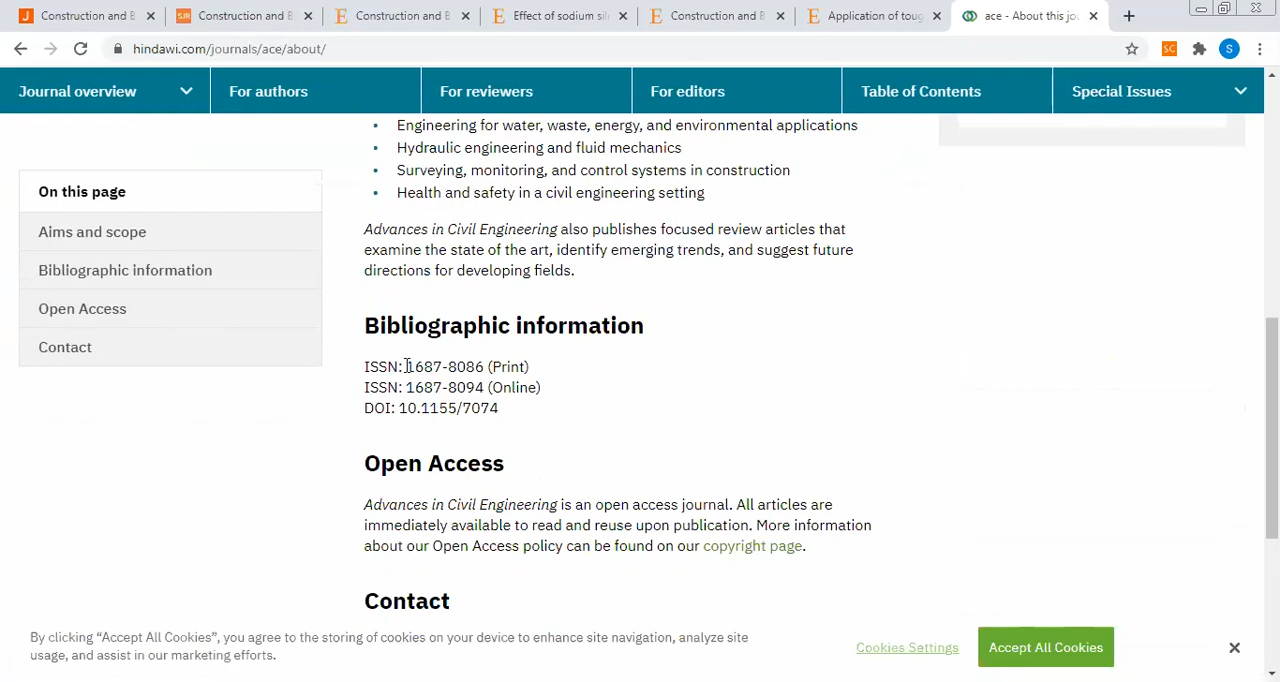 Construction and B
Construction and B
Construction and B
Effect of sodium sil
Construction and B
Application of toug
ace - About this jou
hindawi.com/journals/ace/about/
Journal overview
For authors
For reviewers
For editors
Table of Contents
Special Issues
On this page
Aims and scope
Bibliographic information
Open Access
Contact
• Engineering for water, waste, energy, and environmental applications
• Hydraulic engineering and fluid mechanics
• Surveying, monitoring, and control systems in construction
• Health and safety in a civil engineering setting
Advances in Civil Engineering also publishes focused review articles that
examine the state of the art, identify emerging trends, and suggest future
directions for developing fields.
Bibliographic information
ISSN: 1687-8086 (Print)
ISSN: 1687-8094 (Online)
DOI: 10.1155/7074
Open Access
Advances in Civil Engineering is an open access journal. All articles are
immediately available to read and reuse upon publication. More information
about our Open Access policy can be found on our copyright page.
Contact
By clicking “Accept All Cookies”, you agree to the storing of cookies on your device to enhance site navigation, analyze site
usage, and assist in our marketing efforts.
Cookies Settings
Accept All Cookies